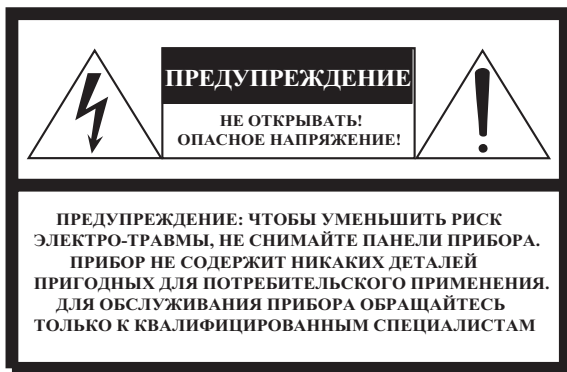 ПРЕДУПРЕЖДЕНИЕ
НЕ ОТКРЫВАТЬ!
ОПАСНОЕ НАПРЯЖЕНИЕ!
ПРЕДУПРЕЖДЕНИЕ: ЧТОБЫ УМЕНЬШИТЬ РИСК
ЭЛЕКТРО-ТРАВМЫ, НЕ СНИМАЙТЕ ПАНЕЛИ ПРИБОРА.
ПРИБОР НЕ СОДЕРЖИТ НИКАКИХ ДЕТАЛЕЙ
ПРИГОДНЫХ ДЛЯ ПОТРЕБИТЕЛЬСКОГО ПРИМЕНЕНИЯ.
ДЛЯ ОБСЛУЖИВАНИЯ ПРИБОРА ОБРАЩАЙТЕСЬ
ТОЛЬКО К КВАЛИФИЦИРОВАННЫМ СПЕЦИАЛИСТАМ